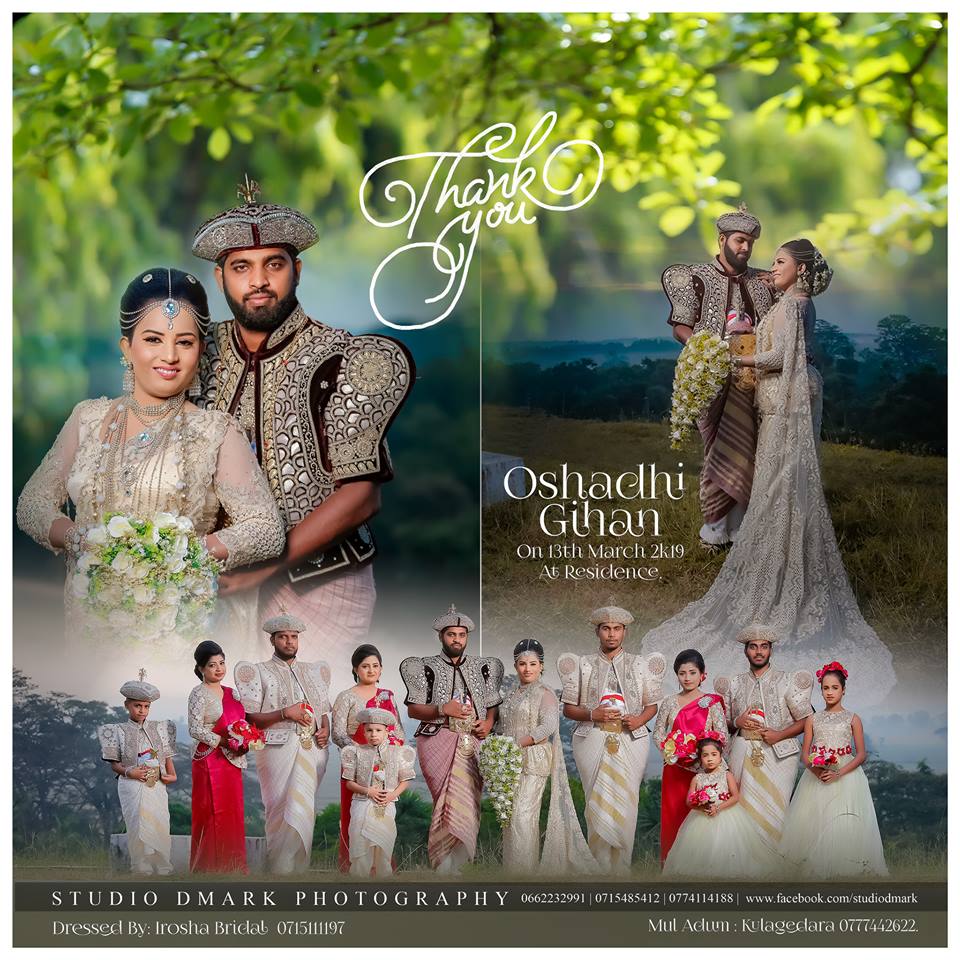 Thank
you
Oshadhi
Gihan
On 13th March 2k19
At Residence.
STUDIO DMARK PHOTOGRAPHY 0662232991 | 0715485412 | 0774114188 | www.facebook.com/studiodmark
Dressed By: Irosha Bridal 0715111197
Mul Adum : Kulagedara 0777442622.